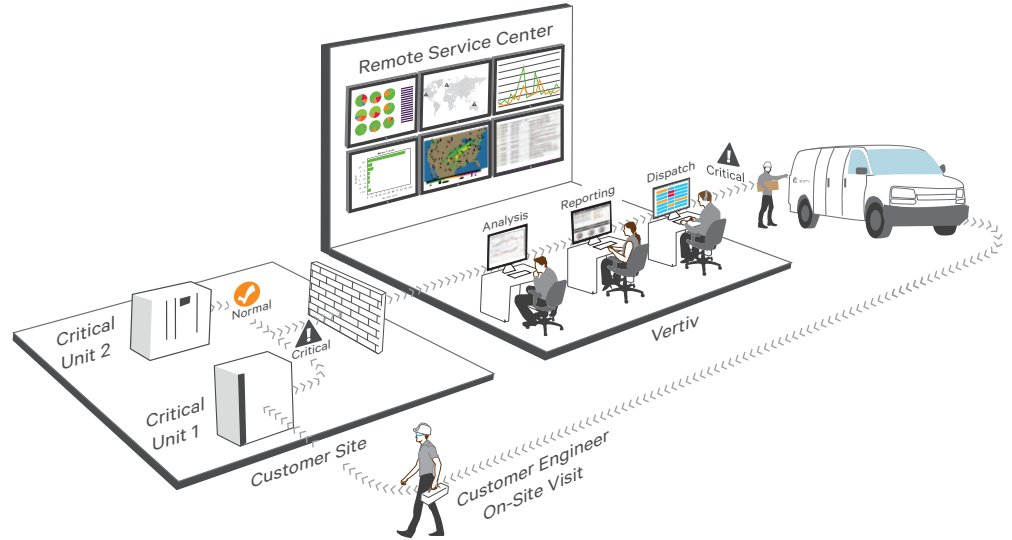 Remote Service Center
Analysis
Reporting
Dispatch
Critical
Vertiv
Critical
Unit 2
Normal
Critical
Critical
Unit 1
Customer Site
Customer Engineer
On-Site Visit